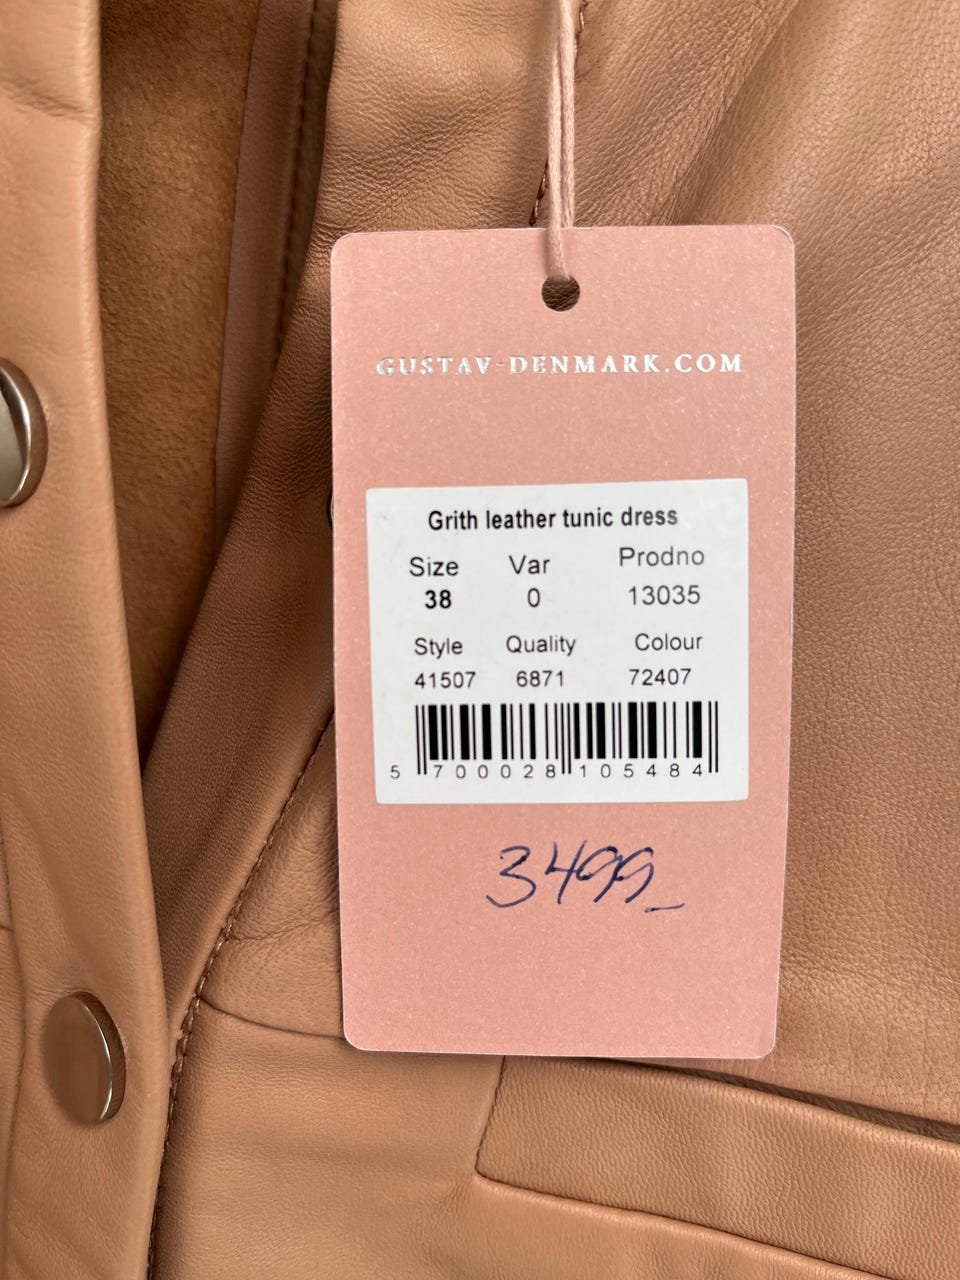 GUSTAV-DENMARK.COM
Grith leather tunic dress
Size Var Prodno
38 0 13035
Style Quality Colour
41507 6871 72407
5 700028 105484
3499_